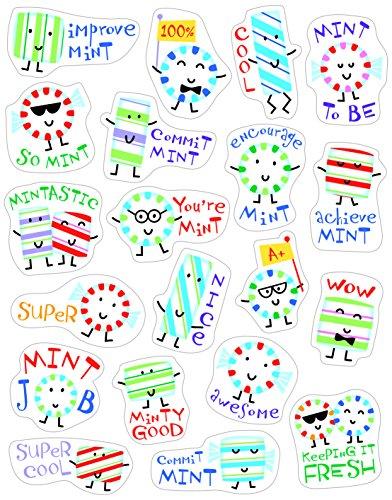 improve
MiNT
100%
COOL
MINT
TO BE
SO MINT
COMMIT
MINT
encourage
MiNT
achieve
MINT
MINTASTIC
You're
MiNT
SUPER
NICE
A+
WOW
MINT
J B
MiNTY
GOOD
awesome
SUPER
COOL
COMMIT
MINT
KEEPING IT
FRESH